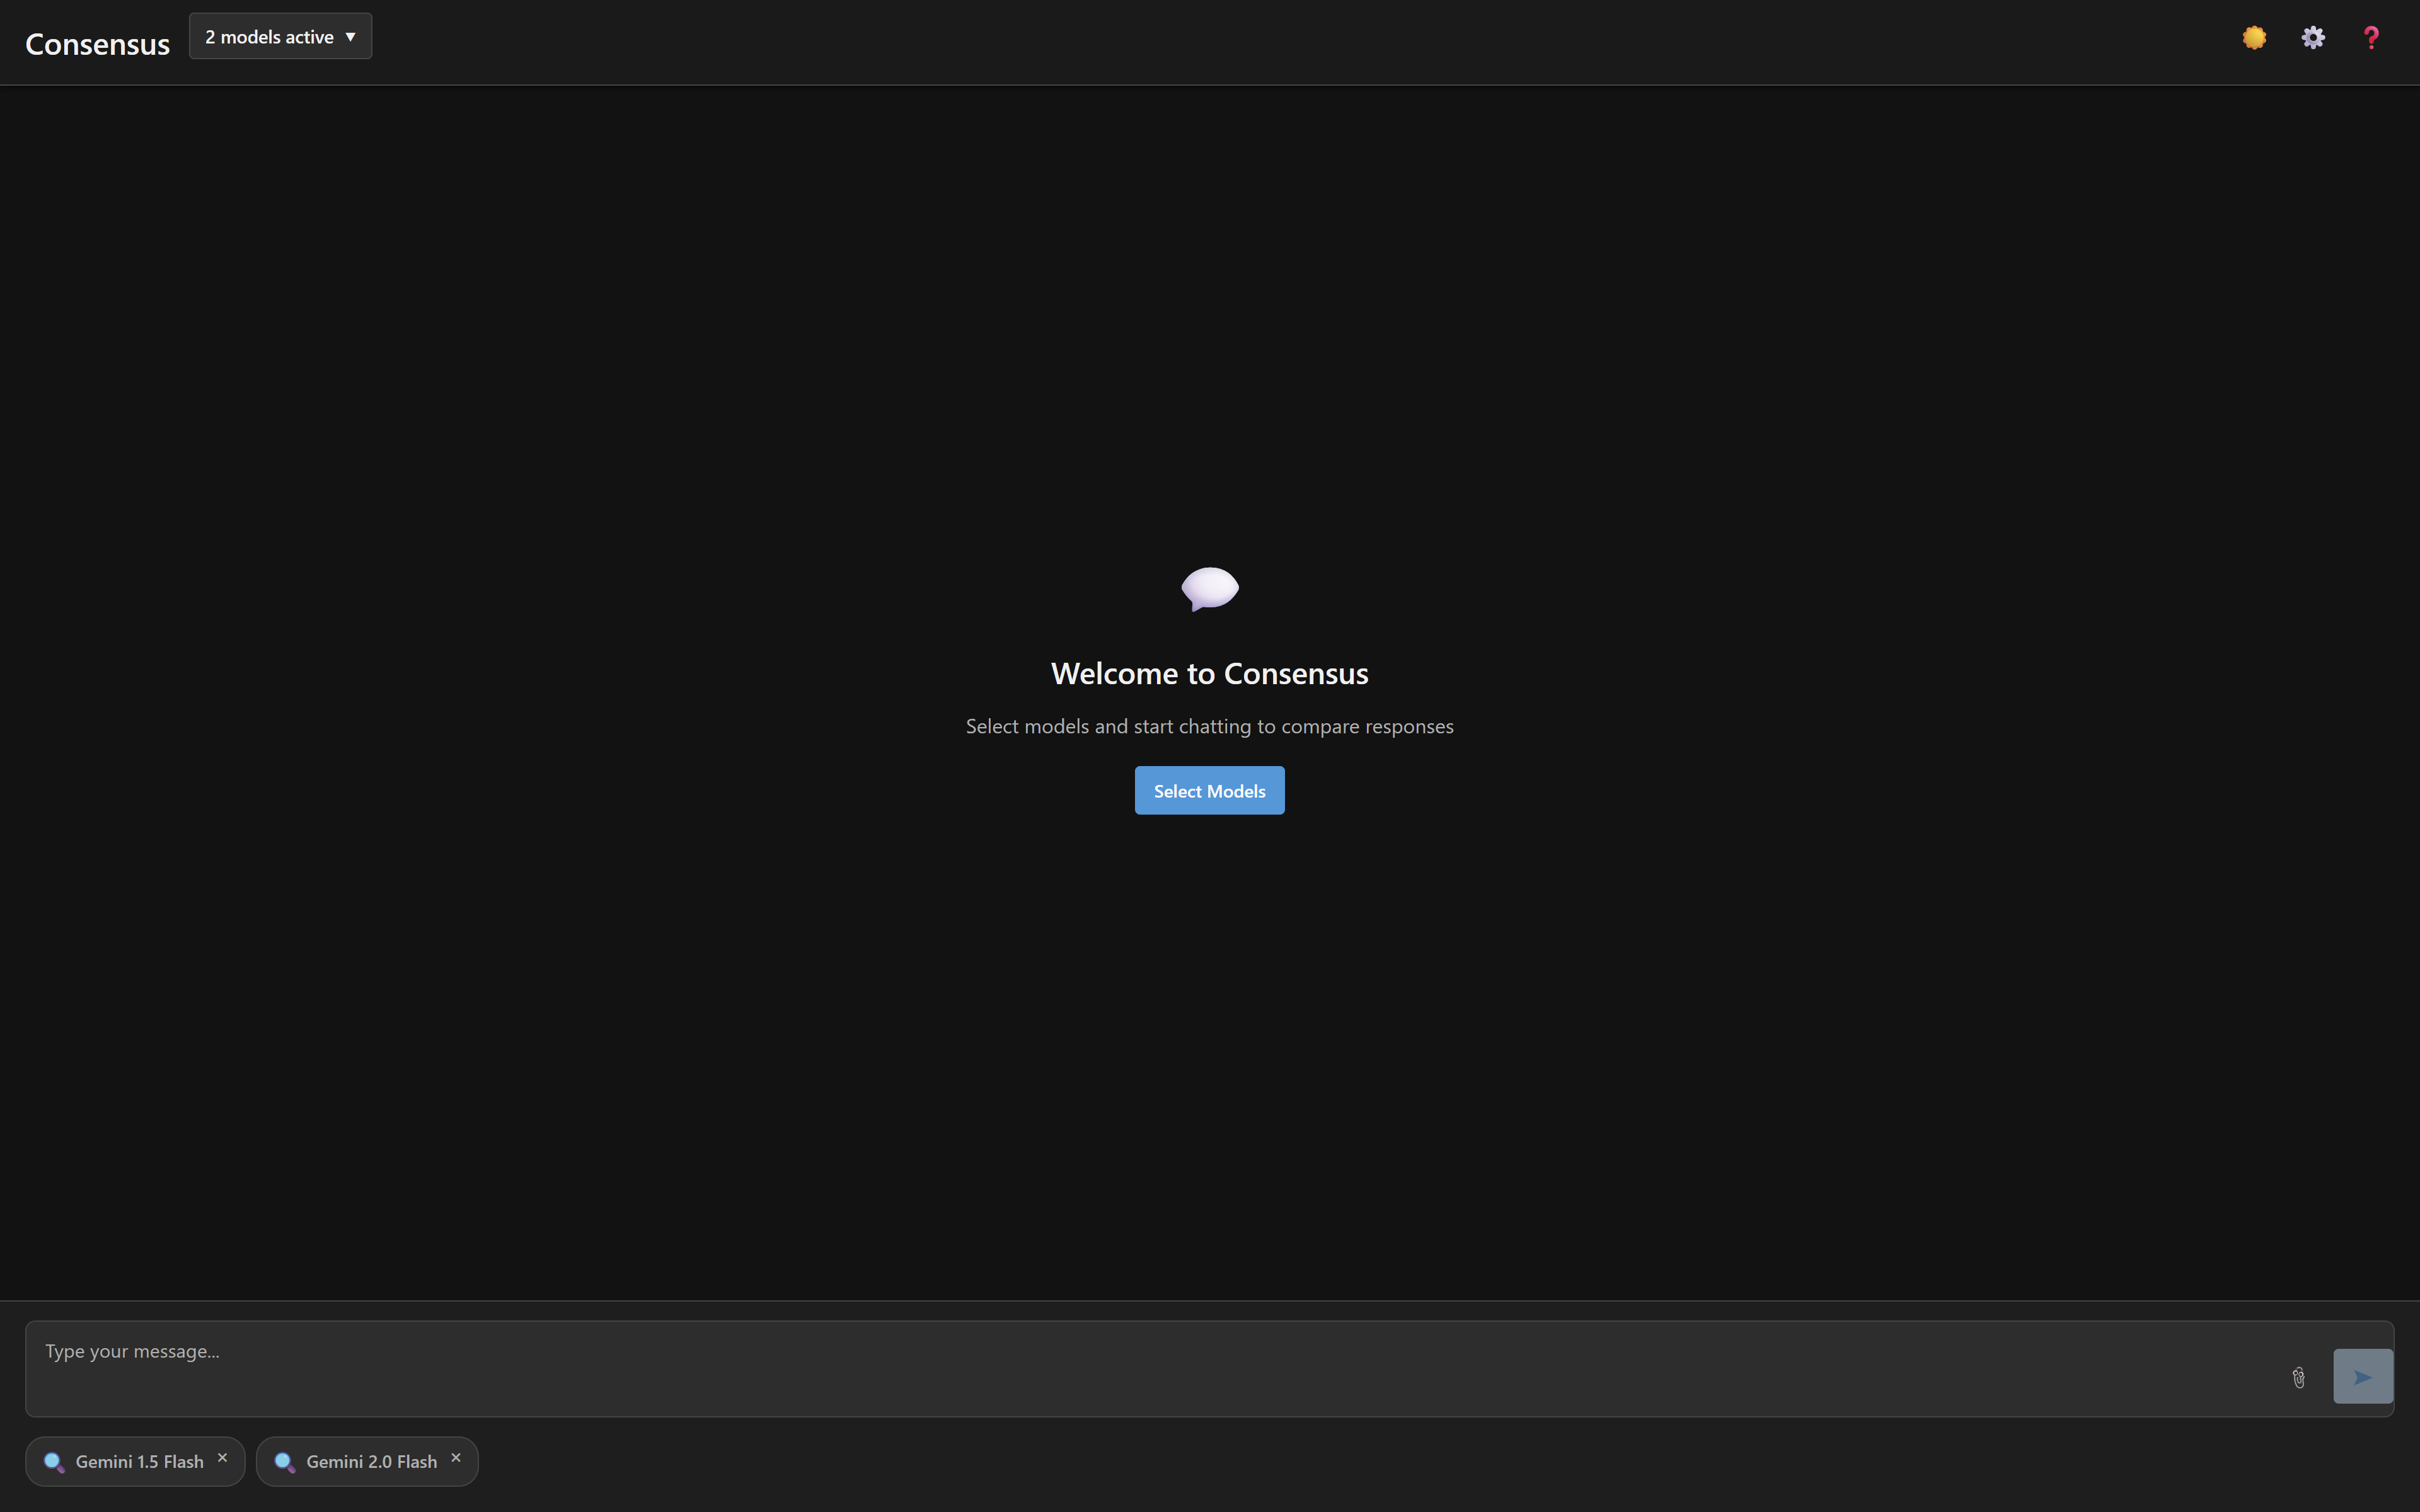 Consensus
2 models active ▼
Welcome to Consensus
Select models and start chatting to compare responses
Select Models
Type your message...
Gemini 1.5 Flash ×
Gemini 2.0 Flash ×